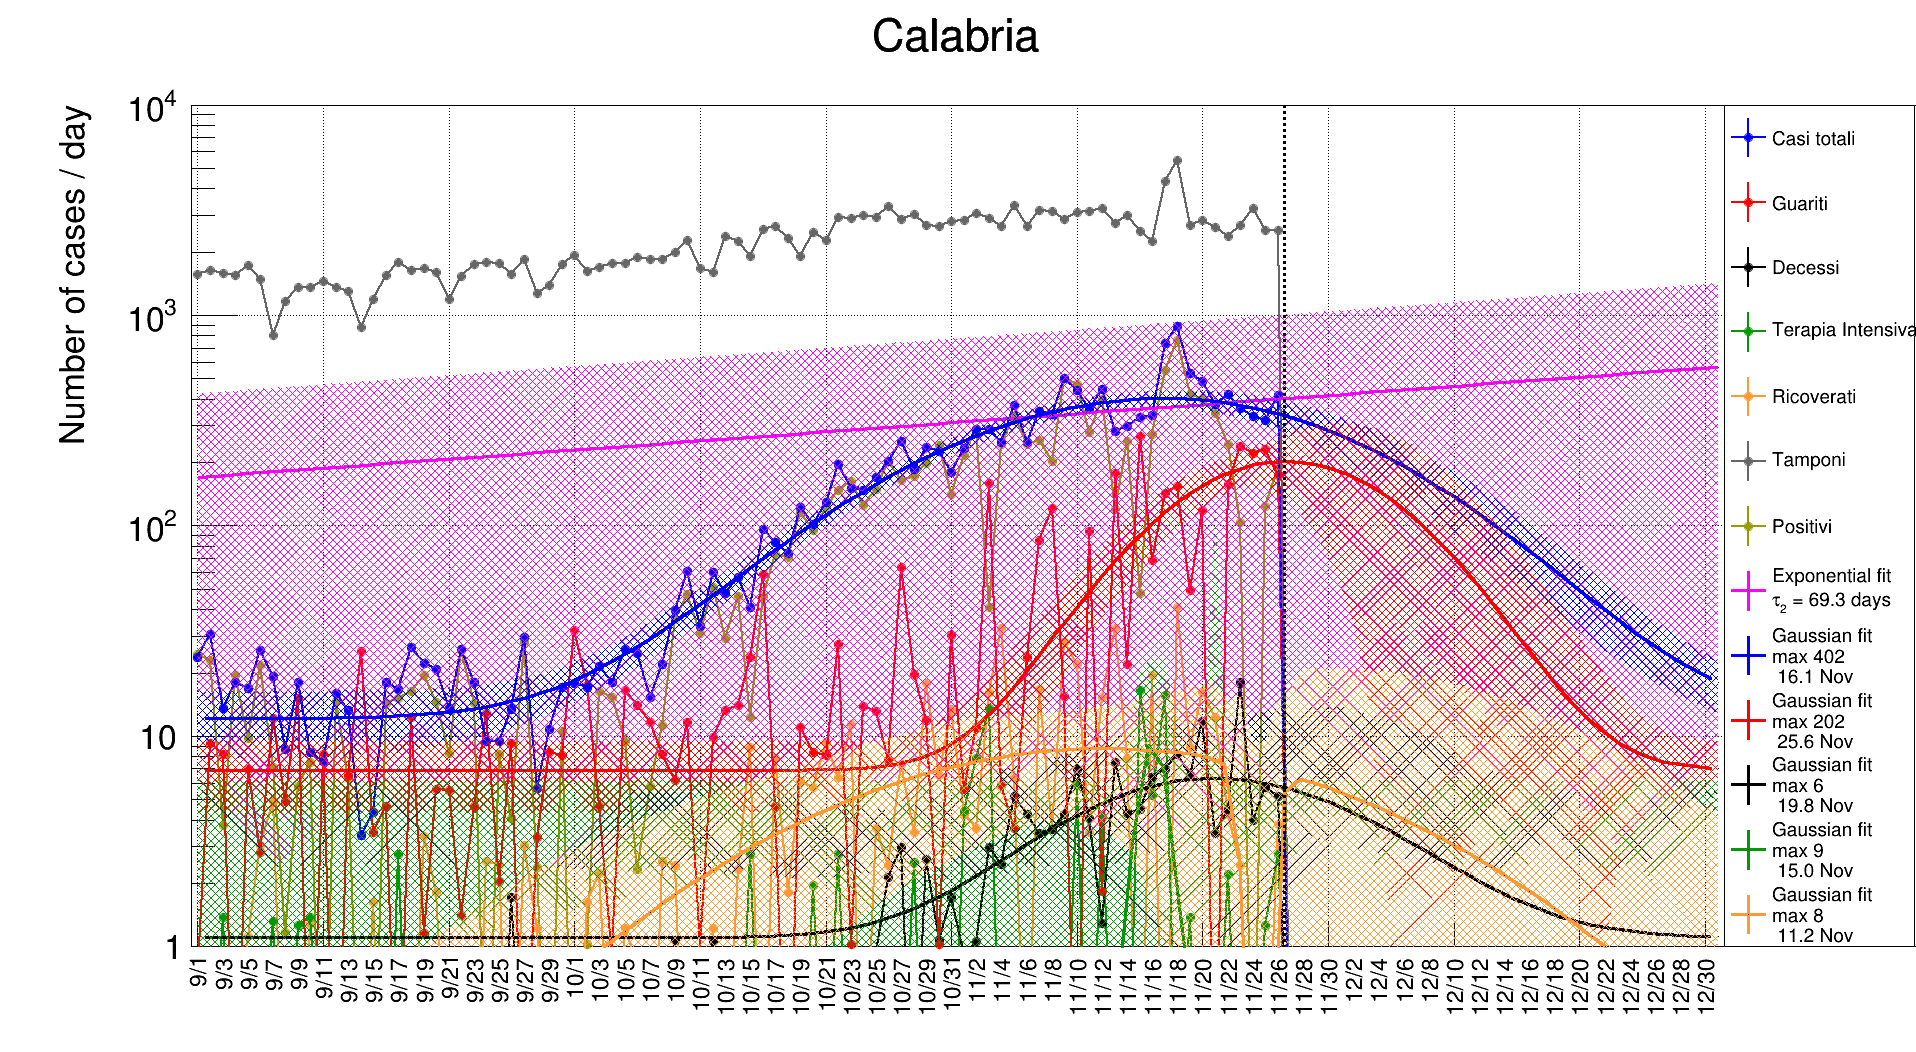 Calabria
Number of cases / day
10^4
10^3
10^2
10
1
9/1 9/3 9/5 9/7 9/9 9/11 9/13 9/15 9/17 9/19 9/21 9/23 9/25 9/27 9/29 10/1 10/3 10/5 10/7 10/9 10/11 10/13 10/15 10/17 10/19 10/21 10/23 10/25 10/27 10/29 10/31 11/2 11/4 11/6 11/8 11/10 11/12 11/14 11/16 11/18 11/20 11/22 11/24 11/26 11/28 11/30 12/2 12/4 12/6 12/8 12/10 12/12 12/14 12/16 12/18 12/20 12/22 12/24 12/26 12/28 12/30
Casi totali
Guariti
Decessi
Terapia Intensiva
Ricoverati
Tamponi
Positivi
Exponential fit
τ2 = 69.3 days
Gaussian fit
max 402
16.1 Nov
Gaussian fit
max 202
25.6 Nov
Gaussian fit
max 6
19.8 Nov
Gaussian fit
max 9
15.0 Nov
Gaussian fit
max 8
11.2 Nov